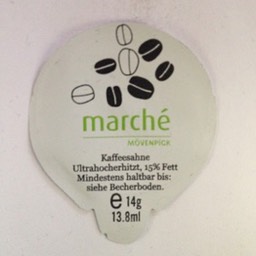 marché
MÖVENPICK
Kaffeesahne
Ultrahocherhitzt, 15% Fett
Mindestens haltbar bis:
siehe Becherboden.
e 14g
13.8ml